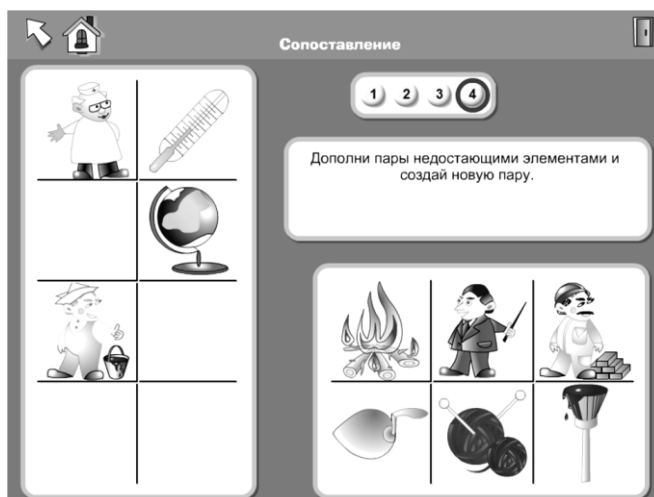 Сопоставление
1 2 3 4
Дополни пары недостающими элементами и
создай новую пару.